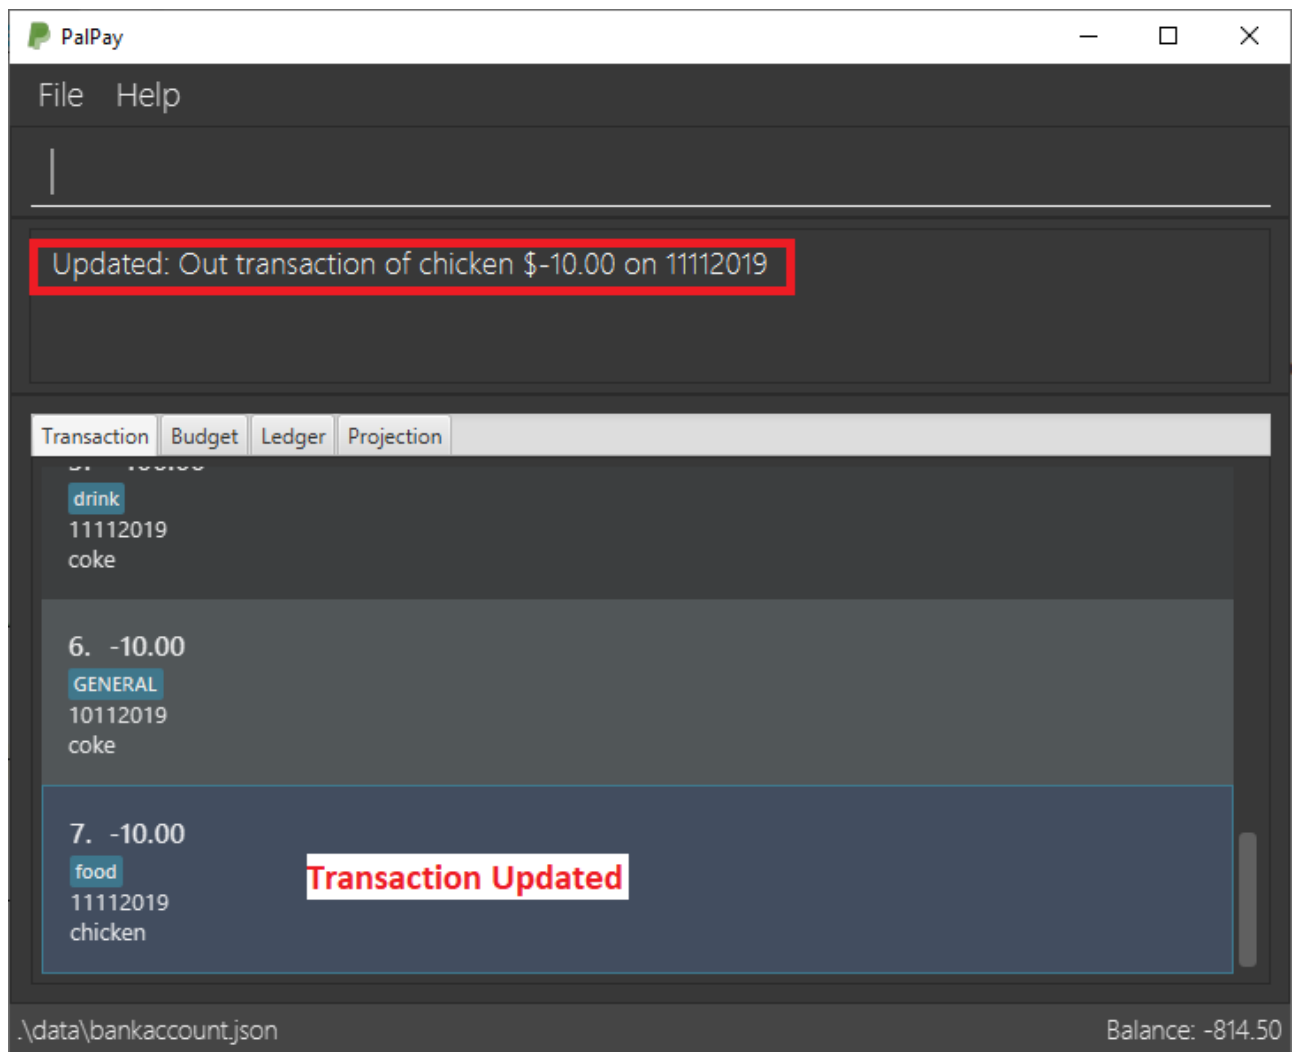 PalPay
File Help
Updated: Out transaction of chicken $-10.00 on 11112019
Transaction Budget Ledger Projection
drink
11112019
coke
6. -10.00
GENERAL
10112019
coke
7. -10.00
food
11112019
chicken
Transaction Updated
.\data\bankaccount.json
Balance: -814.50